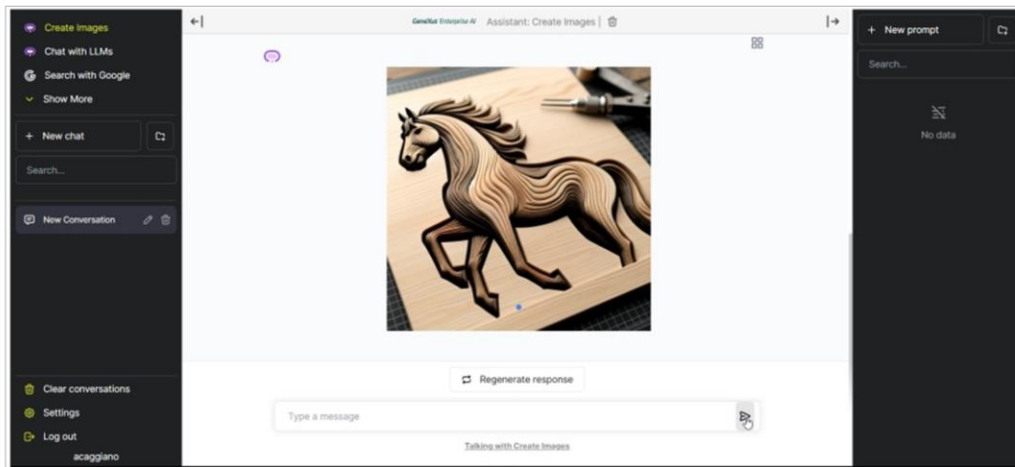 Create Images
Chat with LLMs
Search with Google
Show More
+ New chat
Search...
New Conversation
Clear conversations
Settings
Log out
acaggiano
GeneXus Enterprise AI Assistant: Create Images |
Regenerate response
Type a message
Talking with Create Images
+ New prompt
Search...
No data